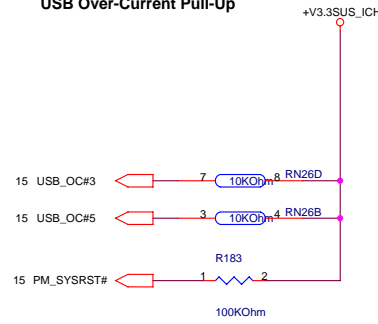 USB Over-Current Pull-Up
+V3.3SUS_ICH
15 USB_OC#3 7 10KOhm 8 RN26D
15 USB_OC#5 3 10KOhm 4 RN26B
R183
15 PM_SYSRST# 1 2
100KOhm